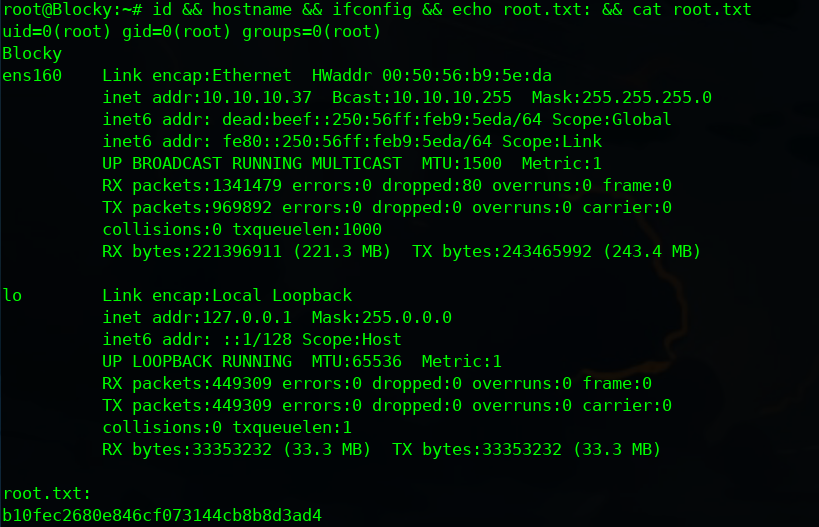 root@Blocky:~# id && hostname && ifconfig && echo root.txt: && cat root.txt
uid=0(root) gid=0(root) groups=0(root)
Blocky
ens160    Link encap:Ethernet  HWaddr 00:50:56:b9:5e:da
          inet addr:10.10.10.37  Bcast:10.10.10.255  Mask:255.255.255.0
          inet6 addr: dead:beef::250:56ff:feb9:5eda/64 Scope:Global
          inet6 addr: fe80::250:56ff:feb9:5eda/64 Scope:Link
          UP BROADCAST RUNNING MULTICAST  MTU:1500  Metric:1
          RX packets:1341479 errors:0 dropped:80 overruns:0 frame:0
          TX packets:969892 errors:0 dropped:0 overruns:0 carrier:0
          collisions:0 txqueuelen:1000
          RX bytes:221396911 (221.3 MB)  TX bytes:243465992 (243.4 MB)

lo        Link encap:Local Loopback
          inet addr:127.0.0.1  Mask:255.0.0.0
          inet6 addr: ::1/128 Scope:Host
          UP LOOPBACK RUNNING  MTU:65536  Metric:1
          RX packets:449309 errors:0 dropped:0 overruns:0 frame:0
          TX packets:449309 errors:0 dropped:0 overruns:0 carrier:0
          collisions:0 txqueuelen:1
          RX bytes:33353232 (33.3 MB)  TX bytes:33353232 (33.3 MB)

root.txt:
b10fec2680e846cf073144cb8b8d3ad4